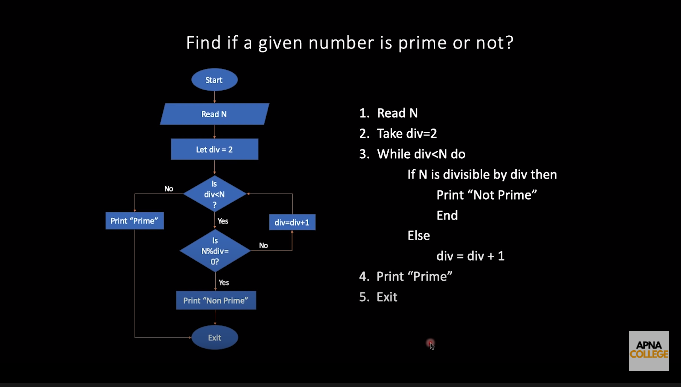 Find if a given number is prime or not?
Start
Read N
Let div = 2
Is
div<N
?
No
Yes
Print “Prime”
div=div+1
Is
N%div=
0?
No
Yes
Print “Non Prime”
Exit
1. Read N
2. Take div=2
3. While div<N do
If N is divisible by div then
Print “Not Prime”
End
Else
div = div + 1
4. Print “Prime”
5. Exit
APNA
COLLEGE